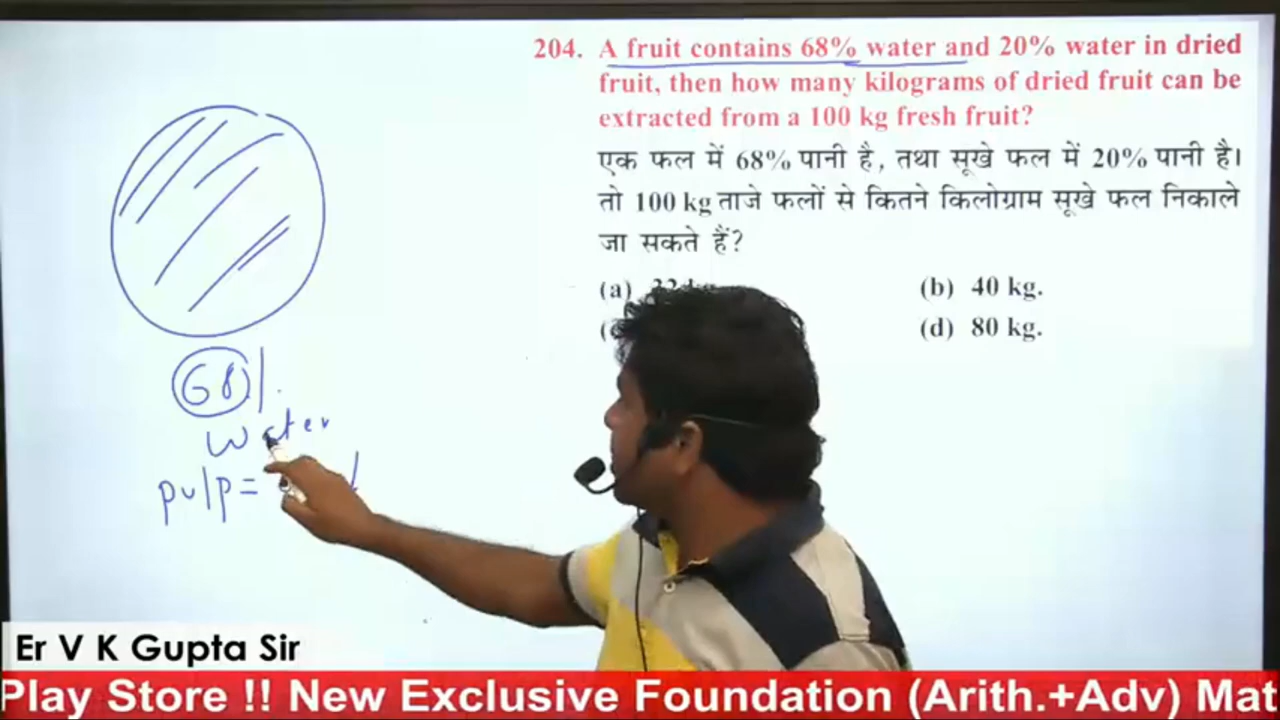 204. A fruit contains 68% water and 20% water in dried
fruit, then how many kilograms of dried fruit can be
extracted from a 100 kg fresh fruit?
एक फल में 68% पानी है, तथा सूखे फल में 20% पानी है।
तो 100 kg ताजे फलों से कितने किलोग्राम सूखे फल निकाले
जा सकते हैं?
(a) (b) 40 kg.
(d) 80 kg.
68%
water
pulp=
Er V K Gupta Sir
Play Store !! New Exclusive Foundation (Arith.+Adv) Mat